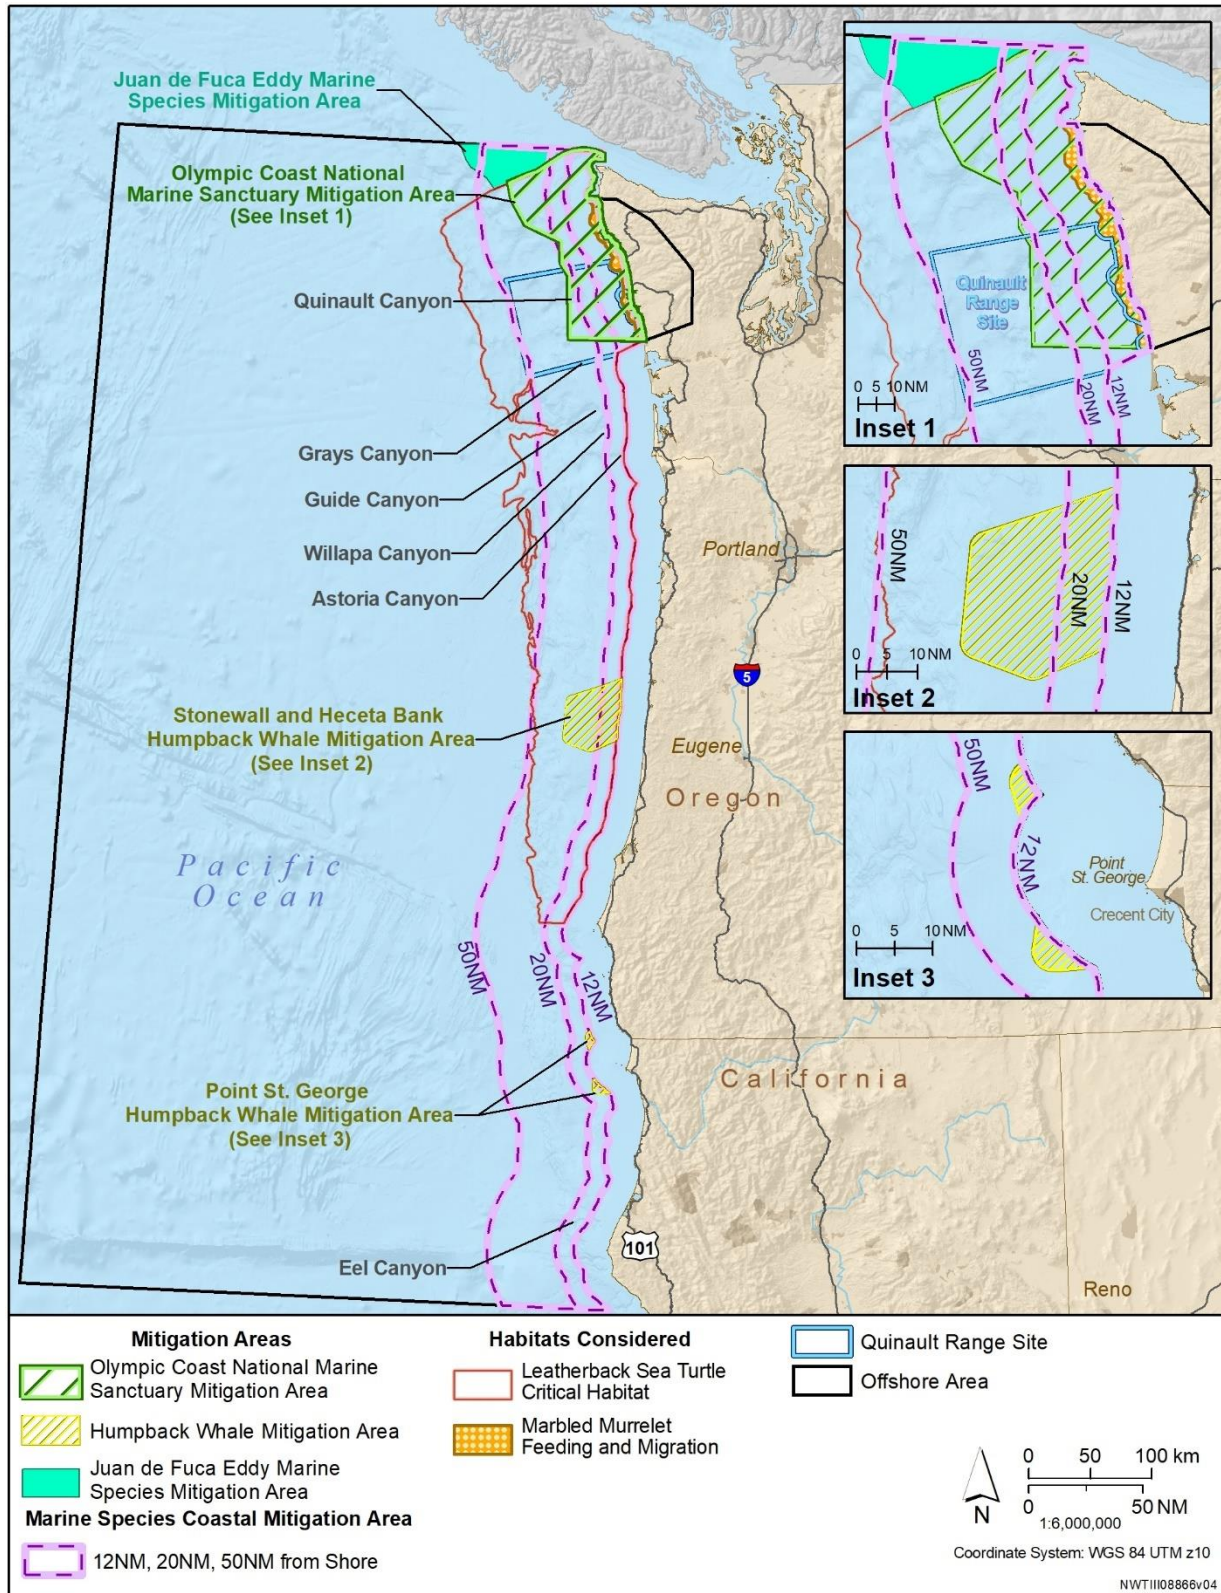 Juan de Fuca Eddy Marine
Species Mitigation Area
Olympic Coast National
Marine Sanctuary Mitigation Area
(See Inset 1)
Quinault Canyon
Grays Canyon
Guide Canyon
Willapa Canyon
Astoria Canyon
Stonewall and Heceta Bank
Humpback Whale Mitigation Area
(See Inset 2)
Pacific
Ocean
50NM
20NM
12NM
Point St. George
Humpback Whale Mitigation Area
(See Inset 3)
Eel Canyon
Portland
5
Eugene
Oregon
California
101
Reno
Quinault
Range
Site
50NM
20NM
12NM
0 5 10 NM
Inset 1
50NM
20NM
12NM
0 5 10 NM
Inset 2
50NM
12NM
Point
St. George
Crescent City
0 5 10 NM
Inset 3
Mitigation Areas
Olympic Coast National Marine
Sanctuary Mitigation Area
Humpback Whale Mitigation Area
Juan de Fuca Eddy Marine
Species Mitigation Area
Marine Species Coastal Mitigation Area
12NM, 20NM, 50NM from Shore
Habitats Considered
Leatherback Sea Turtle
Critical Habitat
Marbled Murrelet
Feeding and Migration
Quinault Range Site
Offshore Area
N
0 50 100 km
0 50 NM
1:6,000,000
Coordinate System: WGS 84 UTM z10
NWTIII08866v04